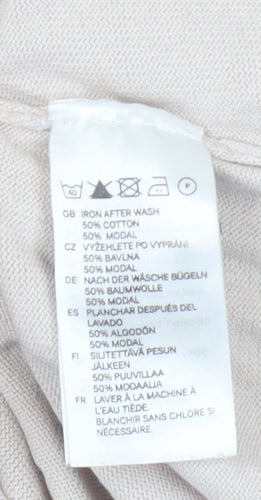 40 P
GB IRON AFTER WASH
50% COTTON
50% MODAL
CZ VYŽEHLETE PO VYPRÁNÍ
50% BAVLNA
50% MODAL
DE NACH DER WÄSCHE BÜGELN
50% BAUMWOLLE
50% MODAL
ES PLANCHAR DESPUÉS DEL
LAVADO
50% ALGODÓN
50% MODAL
FI SILITETTÄVÄ PESUN
JÄLKEEN
50% PUUVILLAA
50% MODAALIA
FR LAVER À LA MACHINE À
L'EAU TIÈDE.
BLANCHIR SANS CHLORE SI
NÉCESSAIRE.